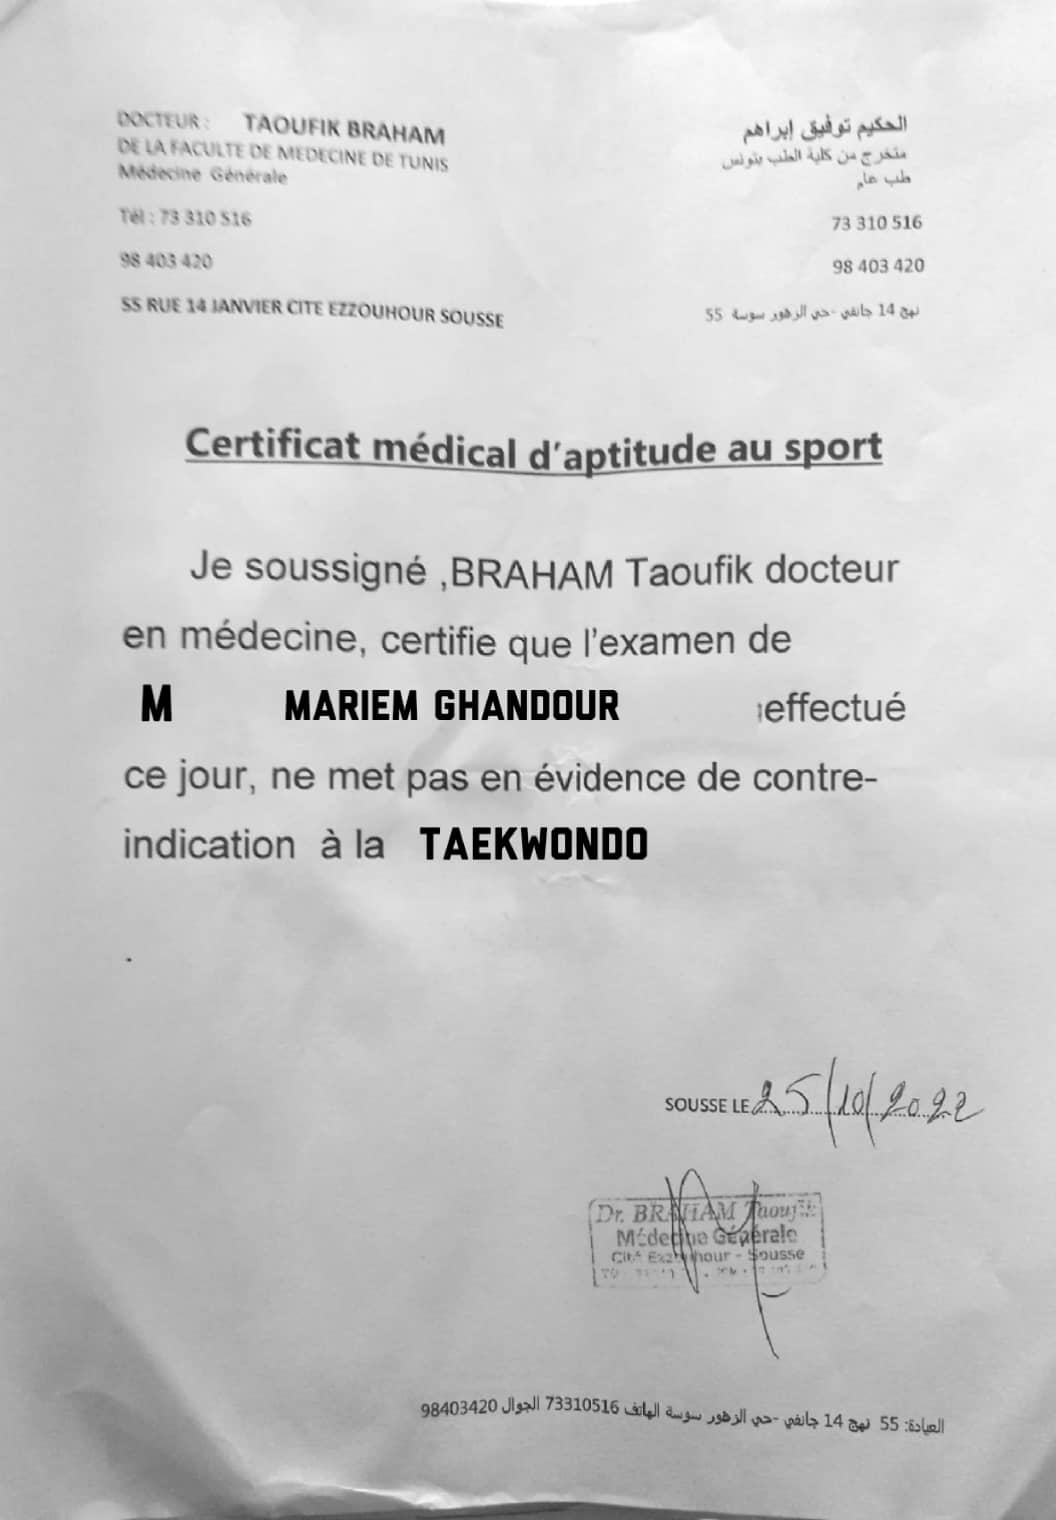 DOCTEUR : TAOUFIK BRAHAM
DE LA FACULTE DE MEDECINE DE TUNIS
Médecine Générale
Tél : 73 310 516
98 403 420
55 RUE 14 JANVIER CITE EZZOUHOUR SOUSSE
الحكيم توفيق إبراهم
متخرج من كلية الطب بتونس
طب عام
73 310 516
98 403 420
55 نهج 14 جانفي -حي الزهور سوسة
Certificat médical d'aptitude au sport
Je soussigné ,BRAHAM Taoufik docteur
en médecine, certifie que l'examen de
M MARIEM GHANDOUR effectué
ce jour, ne met pas en évidence de contre-
indication à la TAEKWONDO
.
SOUSSE LE 25/10/2022
Dr. BRAHAM Taoufik
Médecine Générale
Cité Ezzouhour - Sousse
العيادة: 55 نهج 14 جانفي -حي الزهور سوسة الهاتف 73310516 الجوال 98403420